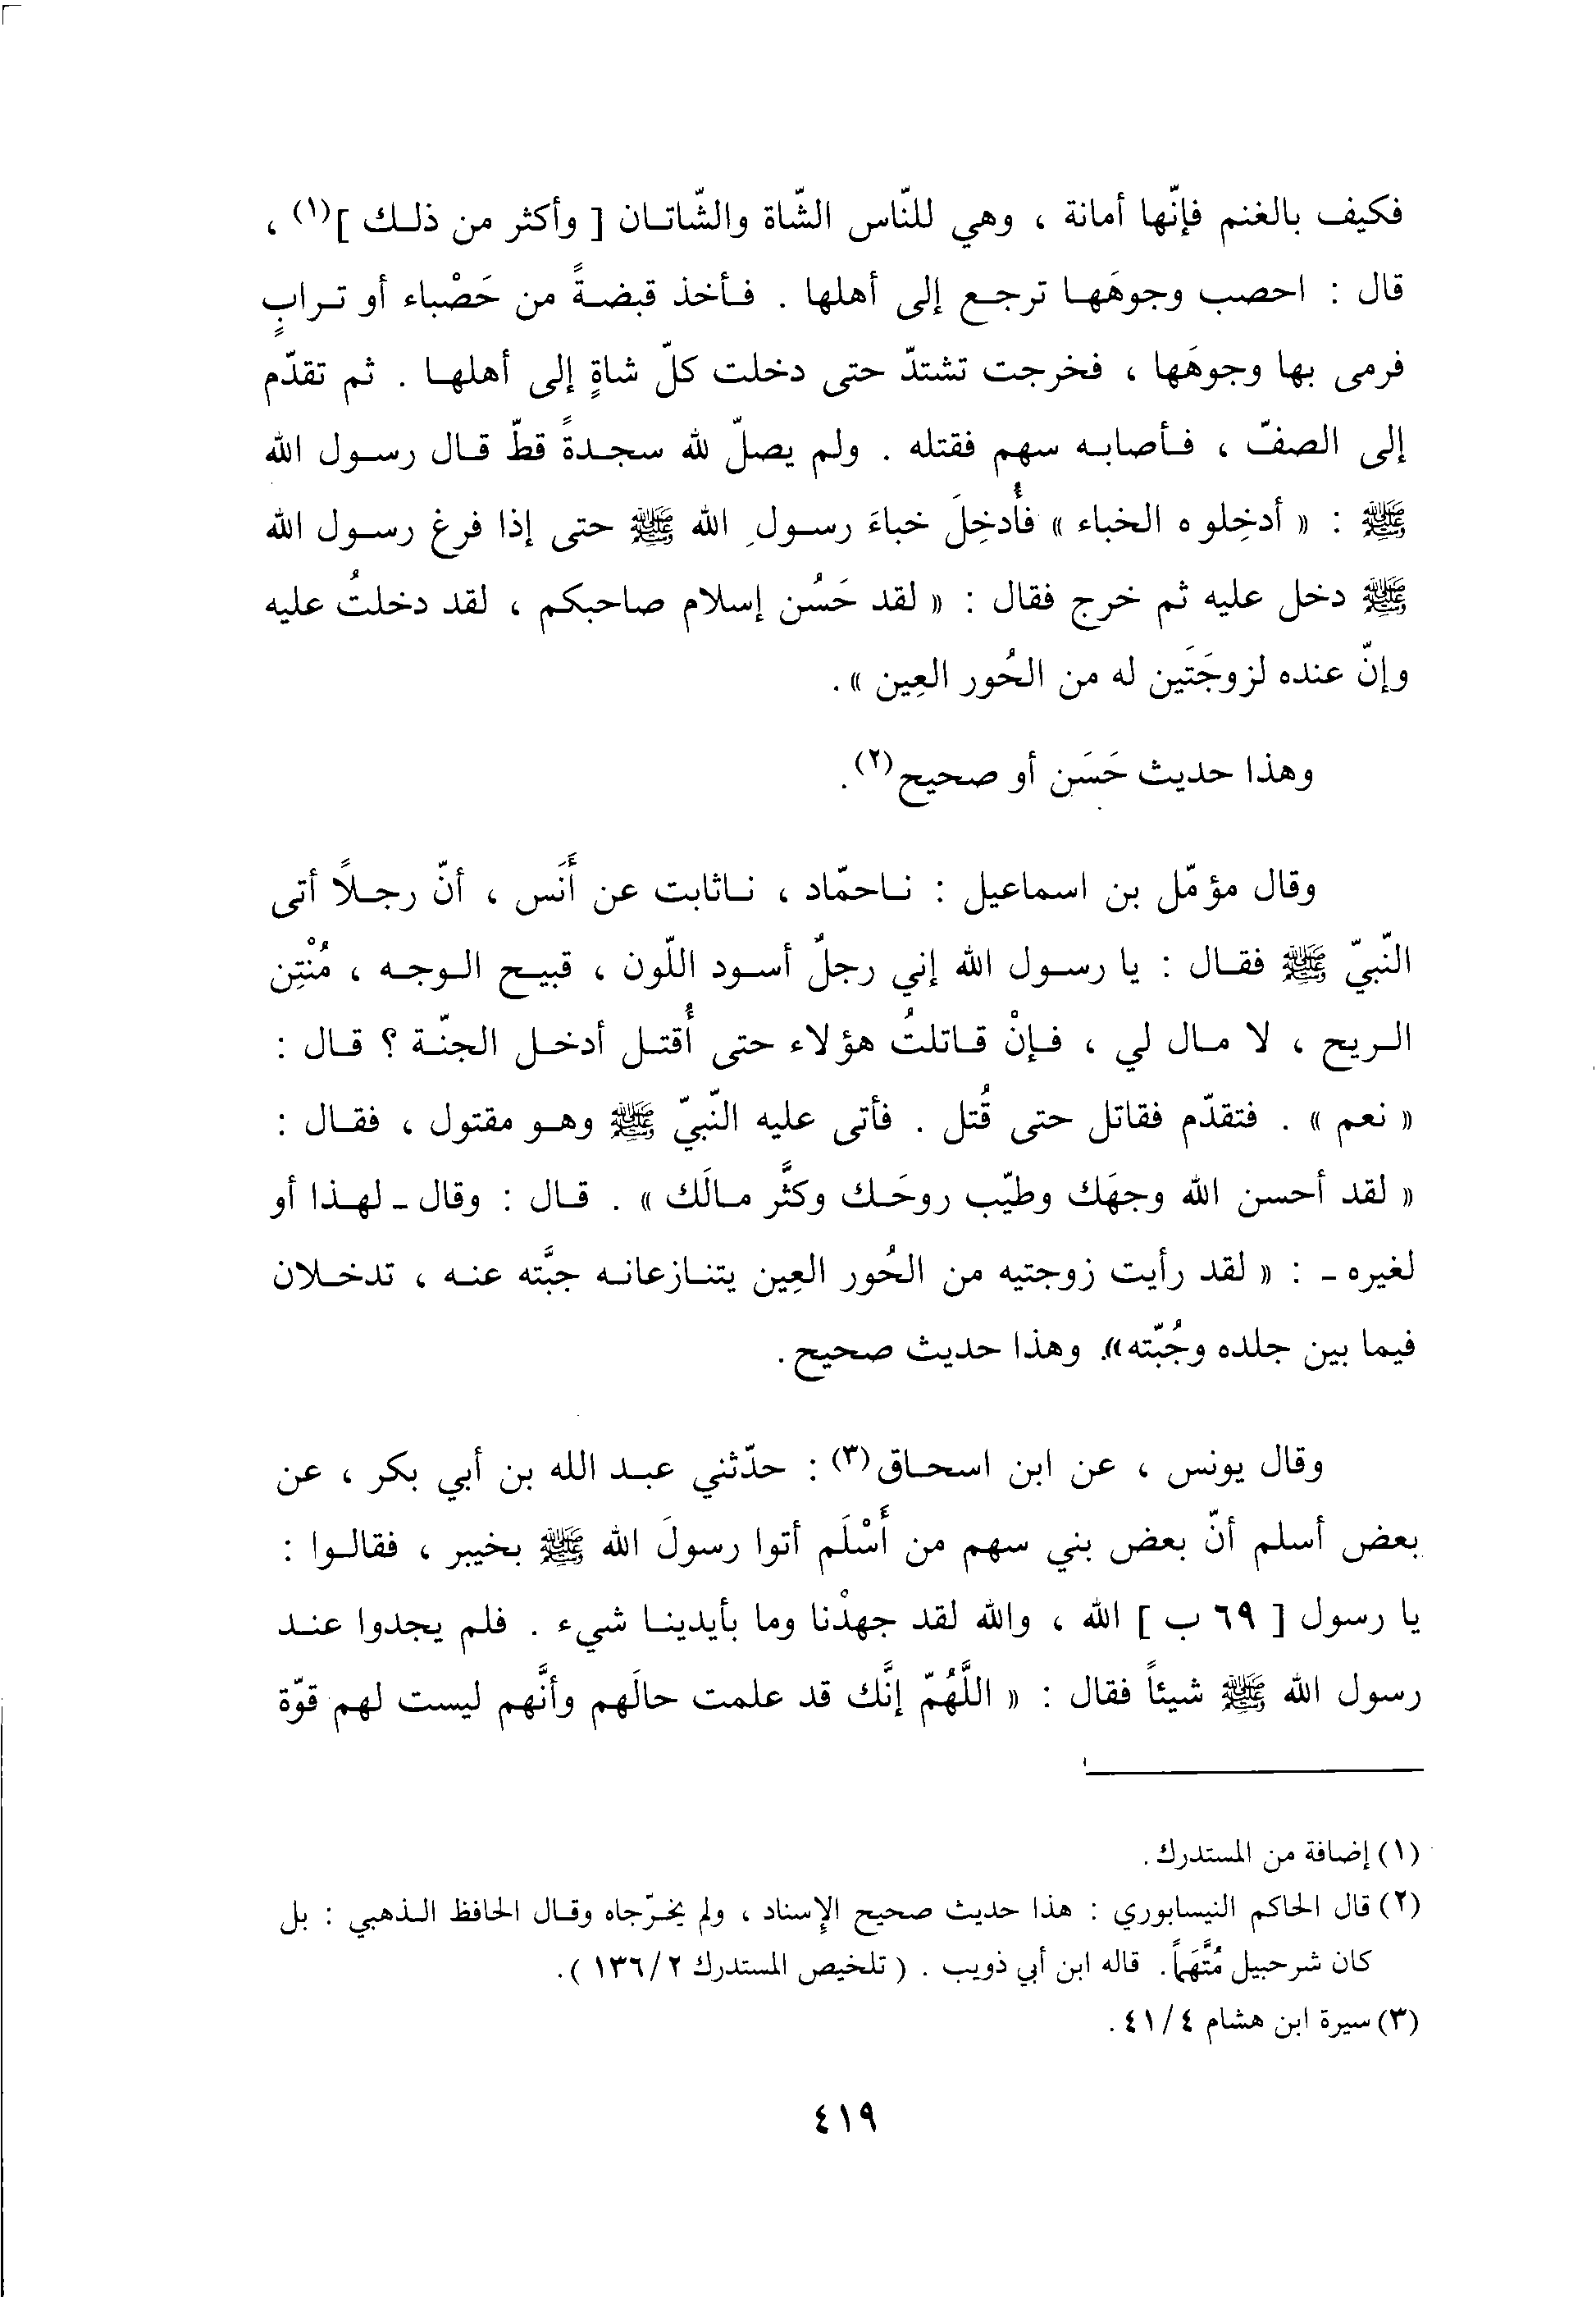 فكيف بالغنم فإنّها أمانة ، وهي للنّاس الشّاة والشّاتان [ وأكثر من ذلك ](١) ،
قال : احصب وجوهَها ترجع إلى أهلها . فأخذ قبضةً من حَصْباء أو ترابٍ
فرمى بها وجوهَها ، فخرجت تشتدّ حتى دخلت كلّ شاةٍ إلى أهلها . ثم تقدّم
إلى الصفّ ، فأصابه سهم فقتله . ولم يصلّ لله سجدةً قطّ قال رسول الله
ﷺ : « أدخِلوه الخباء » فأُدخِلَ خباءَ رسولِ الله ﷺ حتى إذا فرغ رسول الله
ﷺ دخل عليه ثم خرج فقال : « لقد حَسُن إسلام صاحبكم ، لقد دخلتُ عليه
وإنّ عنده لزوجَتَين له من الحُور العِين » .
وهذا حديث حَسَن أو صحيح(٢) .
وقال مؤمّل بن اسماعيل : نا حمّاد ، نا ثابت عن أَنَس ، أنّ رجلاً أتى
النّبيّ ﷺ فقال : يا رسول الله إني رجلٌ أسود اللّون ، قبيح الوجه ، مُنْتِن
الريح ، لا مال لي ، فإنْ قاتلتُ هؤلاء حتى أُقتل أدخل الجنّة ؟ قال :
« نعم » . فتقدّم فقاتل حتى قُتل . فأتى عليه النّبيّ ﷺ وهو مقتول ، فقال :
« لقد أحسن الله وجهَك وطيّب روحَك وكثَّر مالَك » . قال : وقال - لهذا أو
لغيره - : « لقد رأيت زوجتيه من الحُور العِين يتنازعانه جبَّته عنه ، تدخلان
فيما بين جلده وجُبّته» . وهذا حديث صحيح .
وقال يونس ، عن ابن اسحاق(٣) : حدّثني عبد الله بن أبي بكر ، عن
بعض أسلم أنّ بعض بني سهم من أَسْلَم أتوا رسولَ الله ﷺ بخيبر ، فقالوا :
يا رسول [ ٦٩ ب ] الله ، والله لقد جهدْنا وما بأيدينا شيء . فلم يجدوا عند
رسول الله ﷺ شيئاً فقال : « اللَّهُمّ إنَّك قد علمت حالَهم وأنَّهم ليست لهم قوّة
(١) إضافة من المستدرك .
(٢) قال الحاكم النيسابوري : هذا حديث صحيح الإسناد ، ولم يخرّجاه وقال الحافظ الذهبي : بل
كان شرحبيل مُتَّهَماً . قاله ابن أبي ذويب . ( تلخيص المستدرك ٢/ ١٣٦ ) .
(٣) سيرة ابن هشام ٤/ ٤١ .
٤١٩